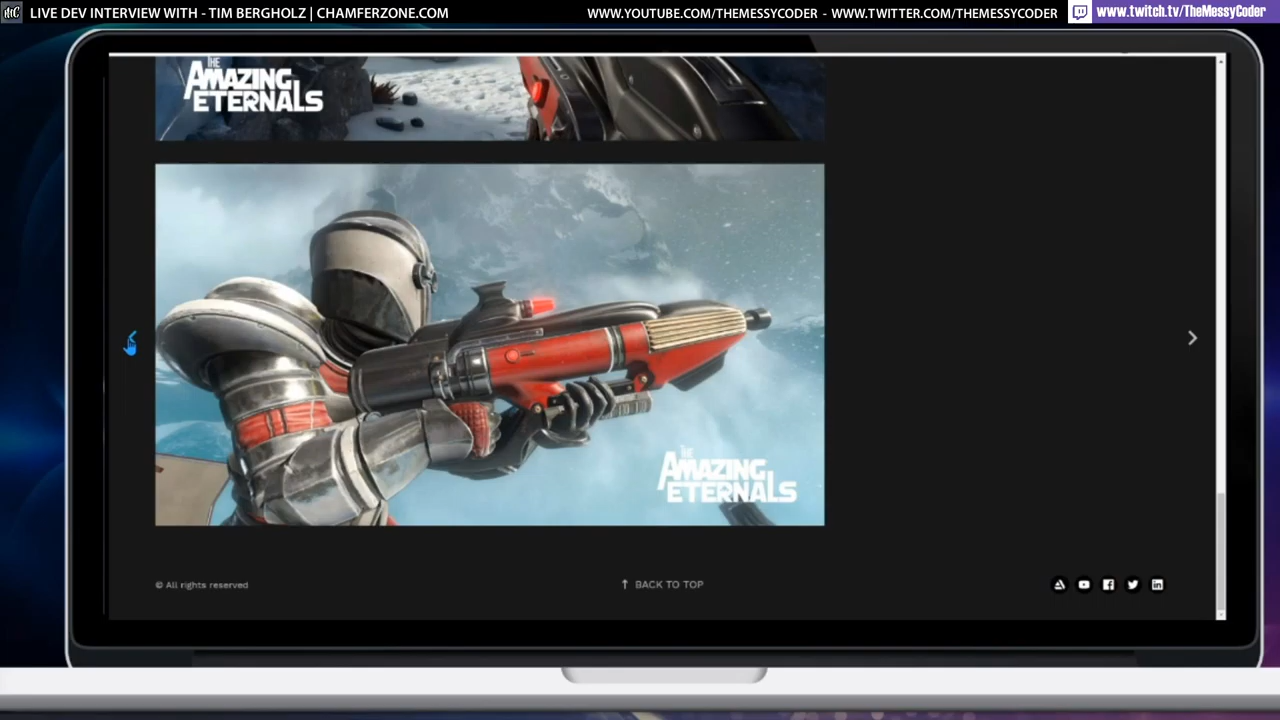 LIVE DEV INTERVIEW WITH - TIM BERGHOLZ | CHAMFERZONE.COM
WWW.YOUTUBE.COM/THEMESSYCODER - WWW.TWITTER.COM/THEMESSYCODER
www.twitch.tv/TheMessyCoder
THE
AMAZING
ETERNALS
THE
AMAZING
ETERNALS
© All rights reserved
↑ BACK TO TOP